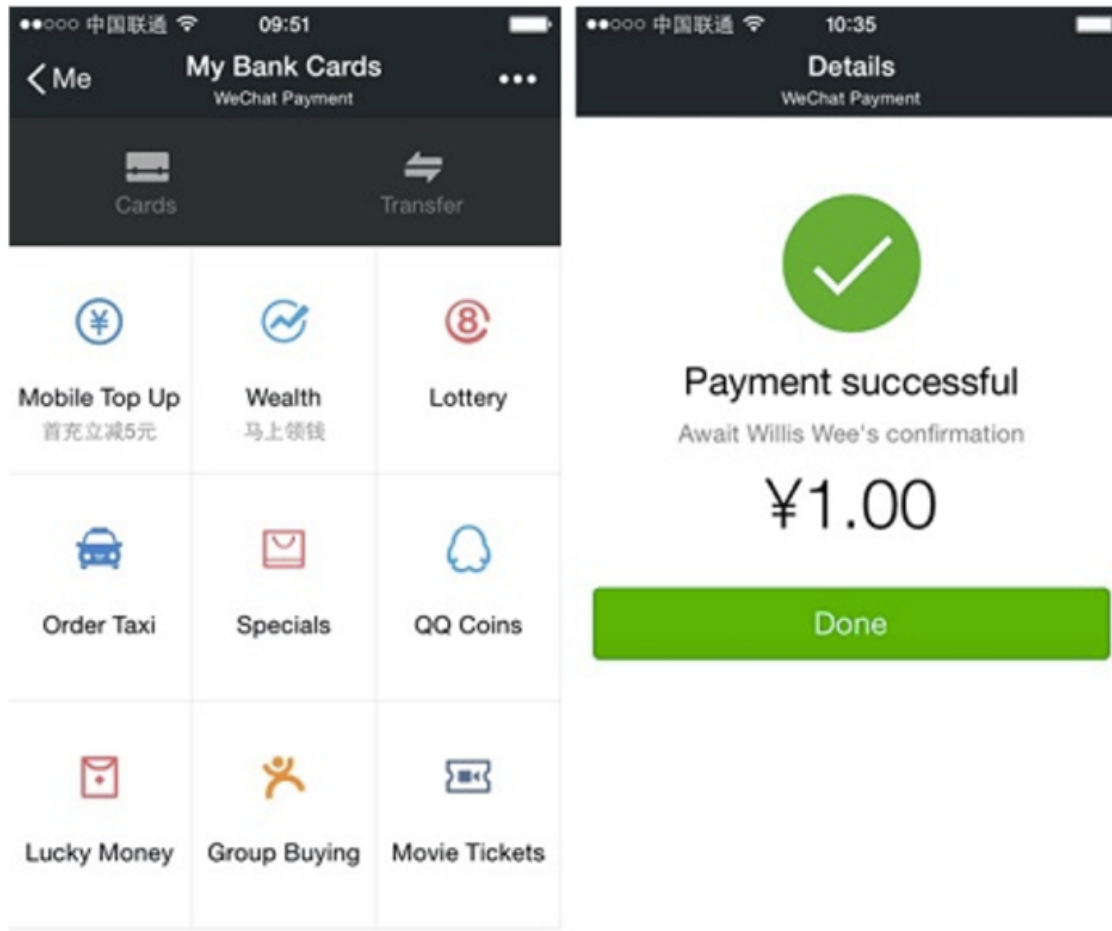 中国联通 09:51
Me
My Bank Cards
WeChat Payment
Cards
Transfer
Mobile Top Up
首充立减5元
Wealth
马上领钱
8
Lottery
Order Taxi
Specials
QQ Coins
Lucky Money
Group Buying
Movie Tickets
中国联通 10:35
Details
WeChat Payment
Payment successful
Await Willis Wee's confirmation
¥1.00
Done